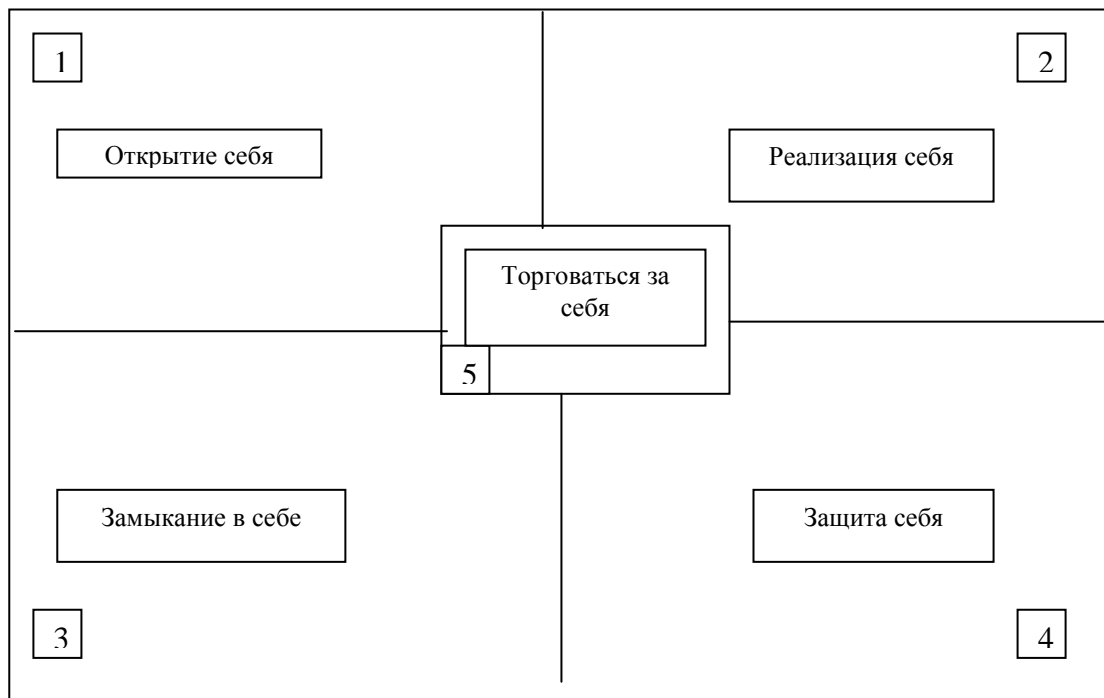 1
2
Открытие себя
Реализация себя
Торговаться за
себя
5
Замыкание в себе
Защита себя
3
4